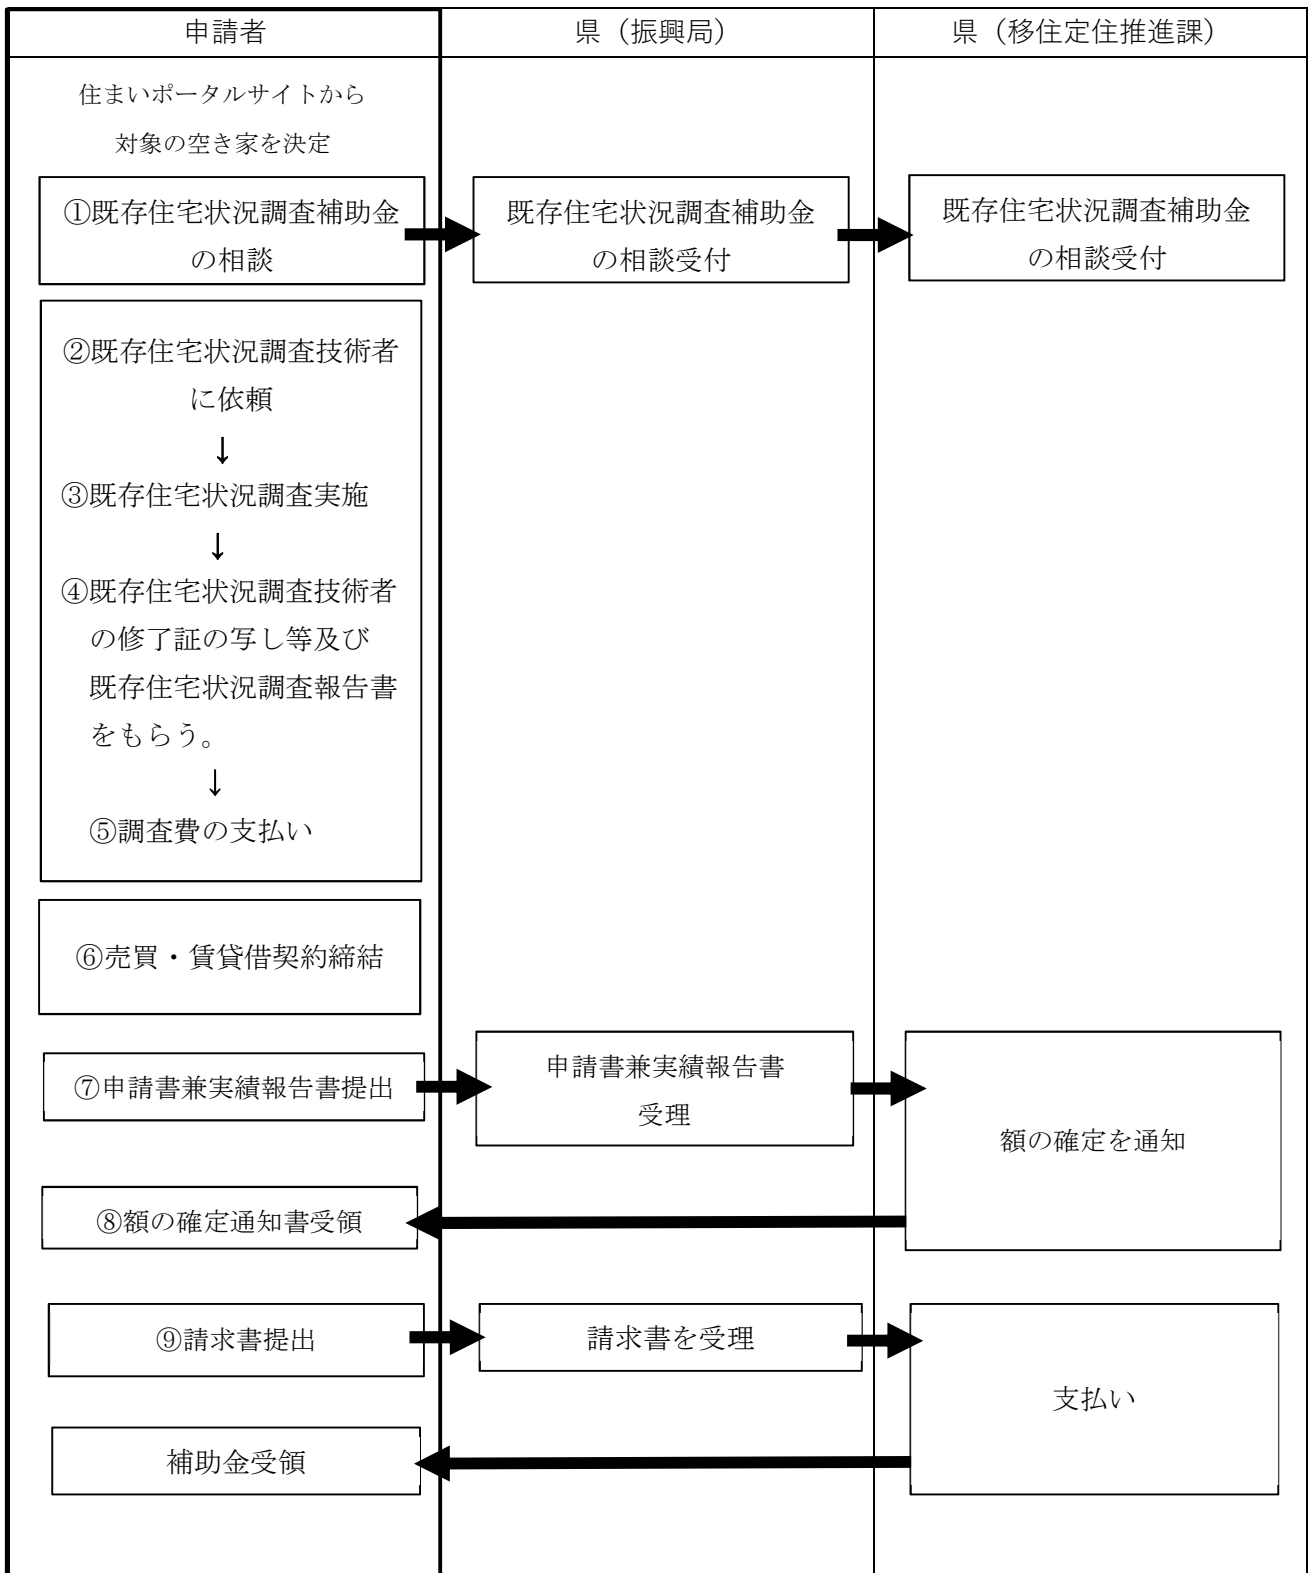 申請者
県（振興局）
県（移住定住推進課）
住まいポータルサイトから
対象の空き家を決定
①既存住宅状況調査補助金
の相談
既存住宅状況調査補助金
の相談受付
既存住宅状況調査補助金
の相談受付
②既存住宅状況調査技術者
に依頼
↓
③既存住宅状況調査実施
↓
④既存住宅状況調査技術者
の修了証の写し等及び
既存住宅状況調査報告書
をもらう。
↓
⑤調査費の支払い
⑥売買・賃貸借契約締結
⑦申請書兼実績報告書提出
申請書兼実績報告書
受理
額の確定を通知
⑧額の確定通知書受領
⑨請求書提出
請求書を受理
支払い
補助金受領